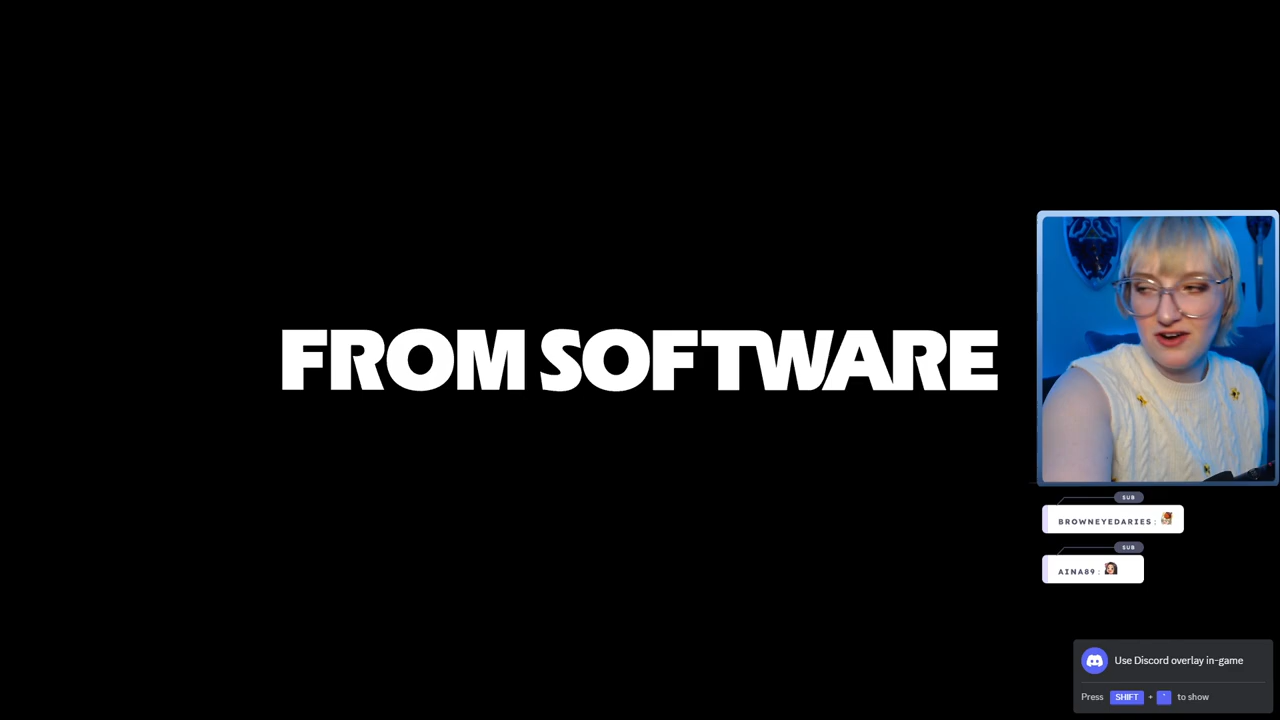 FROM SOFTWARE
SUB
BROWNEYEDARIES:
SUB
AINA89:
Use Discord overlay in-game
Press SHIFT + ` to show